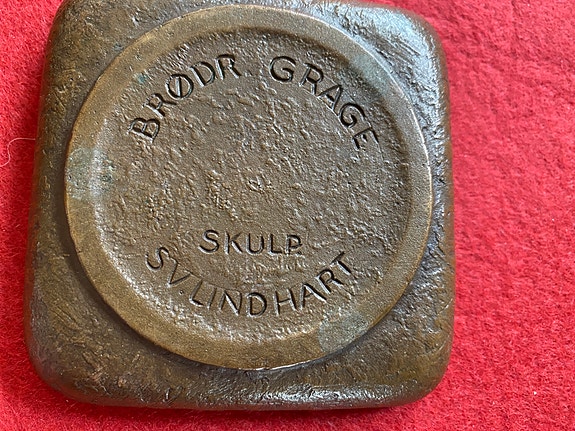 BRØDR GRAGE
SKULP.
SV. LINDHART